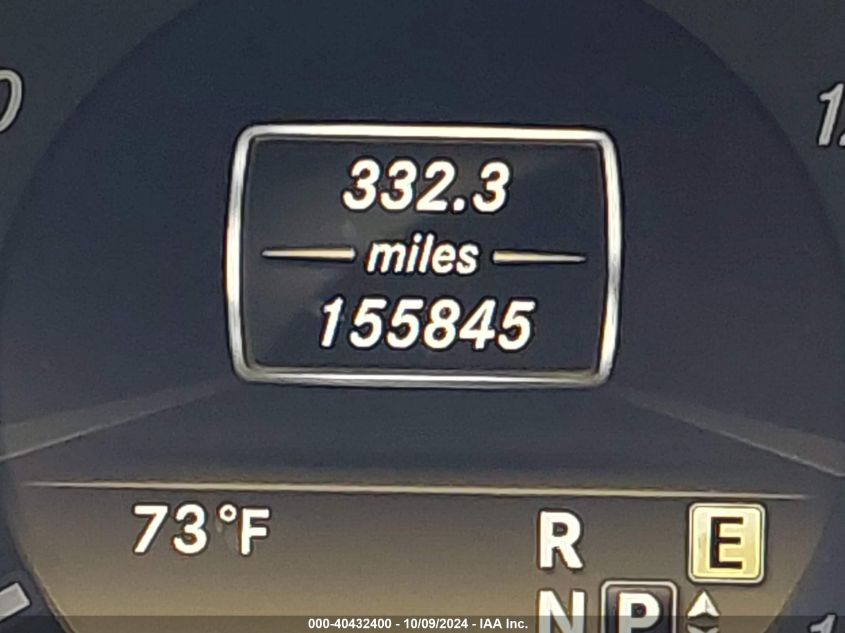 332.3
miles
155845
73°F
R
E
N
P
000-40432400 - 10/09/2024 - IAA Inc.